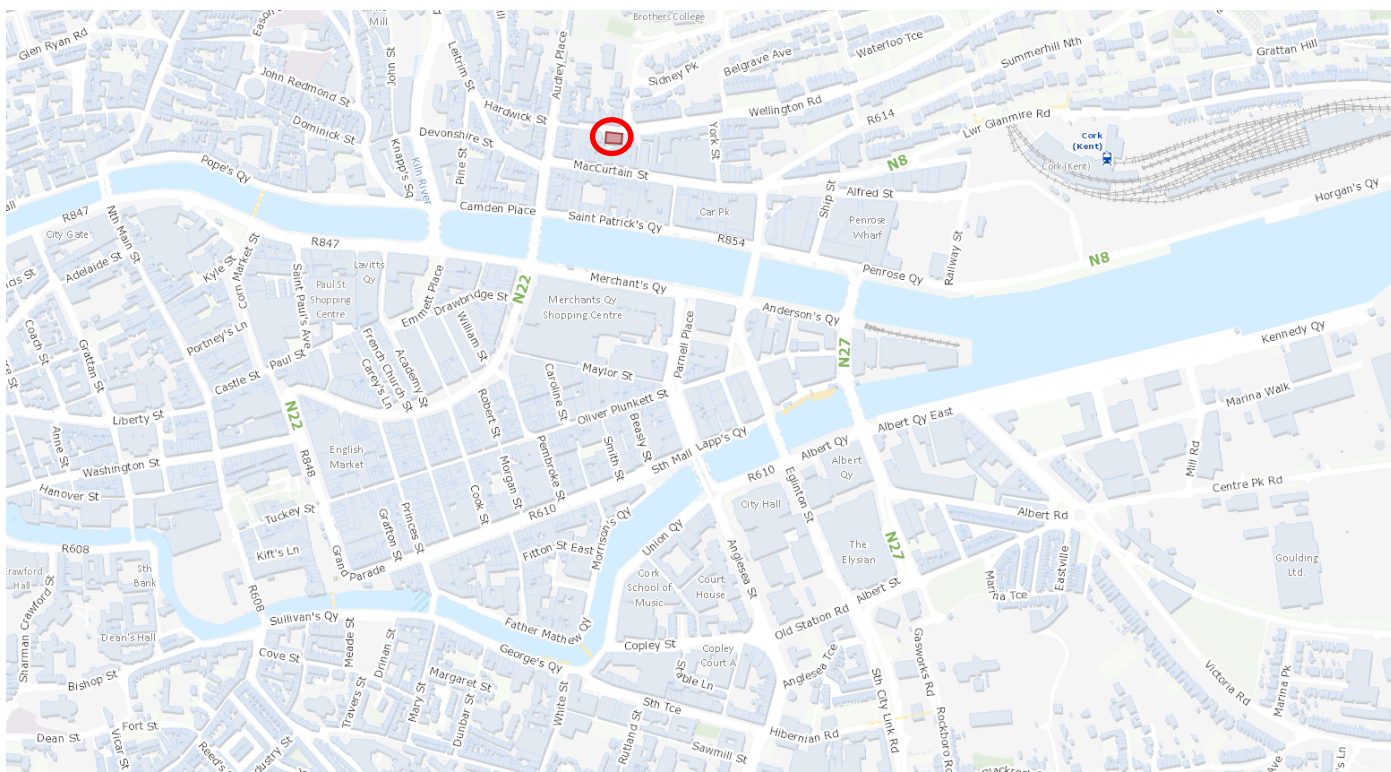 Brothers College
Glen Ryan Rd
Mill
John St
Leitrim St
Audley Place
Sidney Pk
Belgrave Ave
Waterloo Tce
Summerhill Nth
Grattan Hill
John Redmond St
Hardwick St
Wellington Rd
R614
Lwr Glanmire Rd
Cork
(Kent)
Cork (Kent)
Dominick St
Devonshire St
Knapp's Sq
Kiln River
Pine St
York St
MacCurtain St
N8
Pope's Qy
Alfred St
Ship St
Horgan's Qy
R847
City Gate
Nth Main St
Camden Place
Saint Patrick's Qy
Car Pk
R854
Penrose
Wharf
Railway St
N8
Adelaide St
Kyle St
Corn Market St
R847
Lavitts
Qy
Emmett Place
N22
Merchant's Qy
Penrose Qy
Saint Paul's Ave
Paul St
Shopping
Centre
Drawbridge St
William St
Merchants Qy
Shopping Centre
Anderson's Qy
Parnell Place
N27
Kennedy Qy
Coach St
Grattan St
Portney's Ln
Paul St
Castle St
French Church St
Carey's Ln
Academy St
Maylor St
Caroline St
Marina Walk
Liberty St
N22
Robert St
Oliver Plunkett St
Beasly St
Anne St
English
Market
Pembroke St
Smith St
Sth Mall
Lapp's Qy
Albert Qy
Albert Qy East
Mill Rd
Washington St
R848
Morgan St
Cook St
R610
R610
Eglinton St
Albert
Qy
Centre Pk Rd
Hanover St
Tuckey St
Princes St
Grafton St
Morrison's Qy
Union Qy
City Hall
Albert Rd
R608
Kift's Ln
Grand
Parade
Fitton St East
Anglesea St
The
Elysian
N27
Eastville
Goulding
Ltd.
Crawford
Hall
Sth
Bank
R608
Cork
School of
Music
Court
House
Albert St
Sharman Crawford St
Sullivan's Qy
Father Mathew Qy
Old Station Rd
Dean's Hall
Meade St
Drinan St
George's Qy
Copley St
Copley
Court A
Gasworks Rd
Cove St
Margaret St
Anglesea Tce
Bishop St
Travers St
Mary St
Dunbar St
White St
Sth City Link Rd
Victoria Rd
Marina Pk
Sth Tce
Rockboro Rd
Fort St
Dean St
Vicar St
Rutland St
Hibernian Rd
Sawmill St